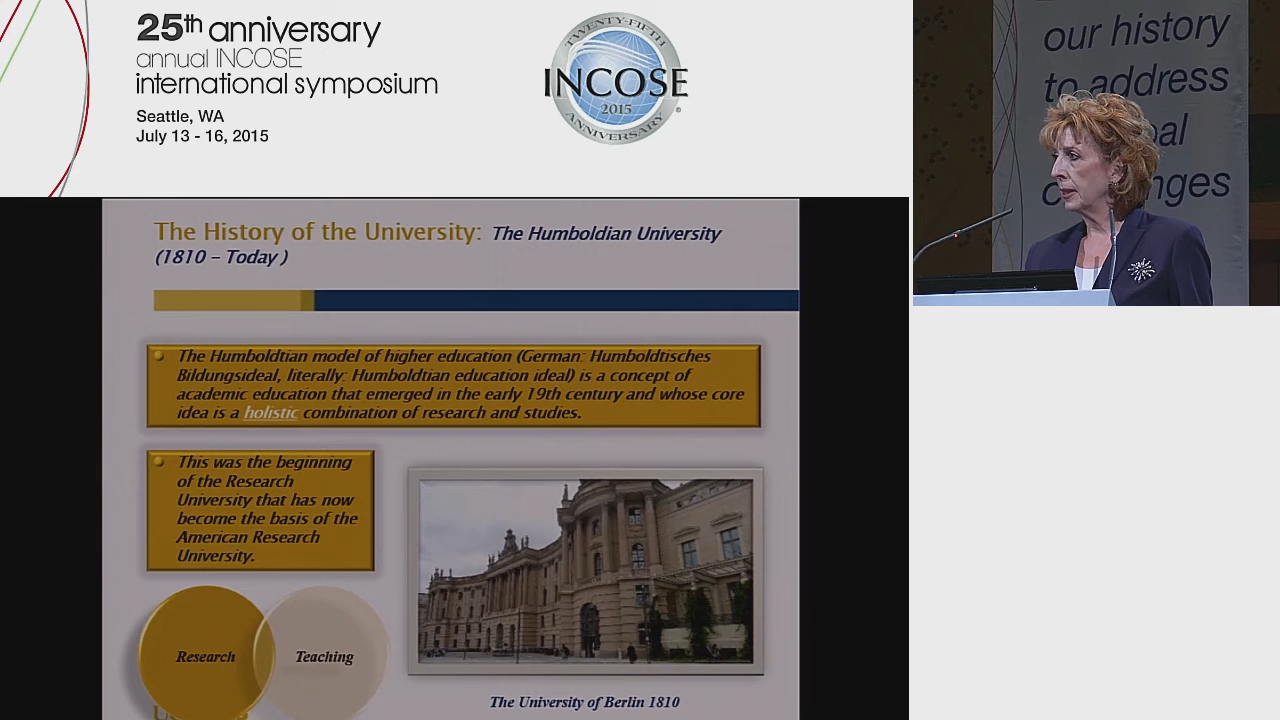 25th anniversary
annual INCOSE
international symposium
Seattle, WA
July 13 - 16, 2015
TWENTY-FIFTH
INCOSE
2015
ANNIVERSARY
our history
to address
The History of the University: The Humboldian University
(1810 – Today )
The Humboldtian model of higher education (German: Humboldtisches
Bildungsideal, literally: Humboldtian education ideal) is a concept of
academic education that emerged in the early 19th century and whose core
idea is a holistic combination of research and studies.
This was the beginning
of the Research
University that has now
become the basis of the
American Research
University.
Research
Teaching
The University of Berlin 1810